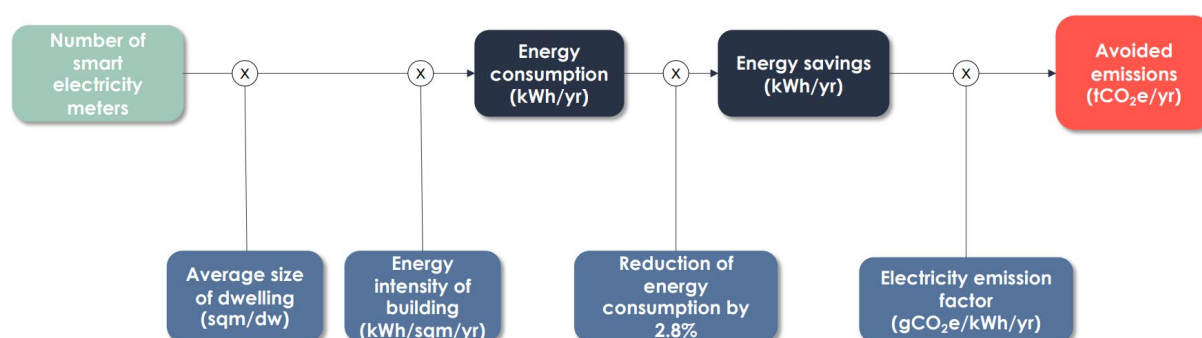 Number of
smart
electricity
meters
X
X
Energy
consumption
(kWh/yr)
X
Energy savings
(kWh/yr)
X
Avoided
emissions
(tCO₂e/yr)
Average size
of dwelling
(sqm/dw)
Energy
intensity of
building
(kWh/sqm/yr)
Reduction of
energy
consumption by
2.8%
Electricity emission
factor
(gCO₂e/kWh/yr)